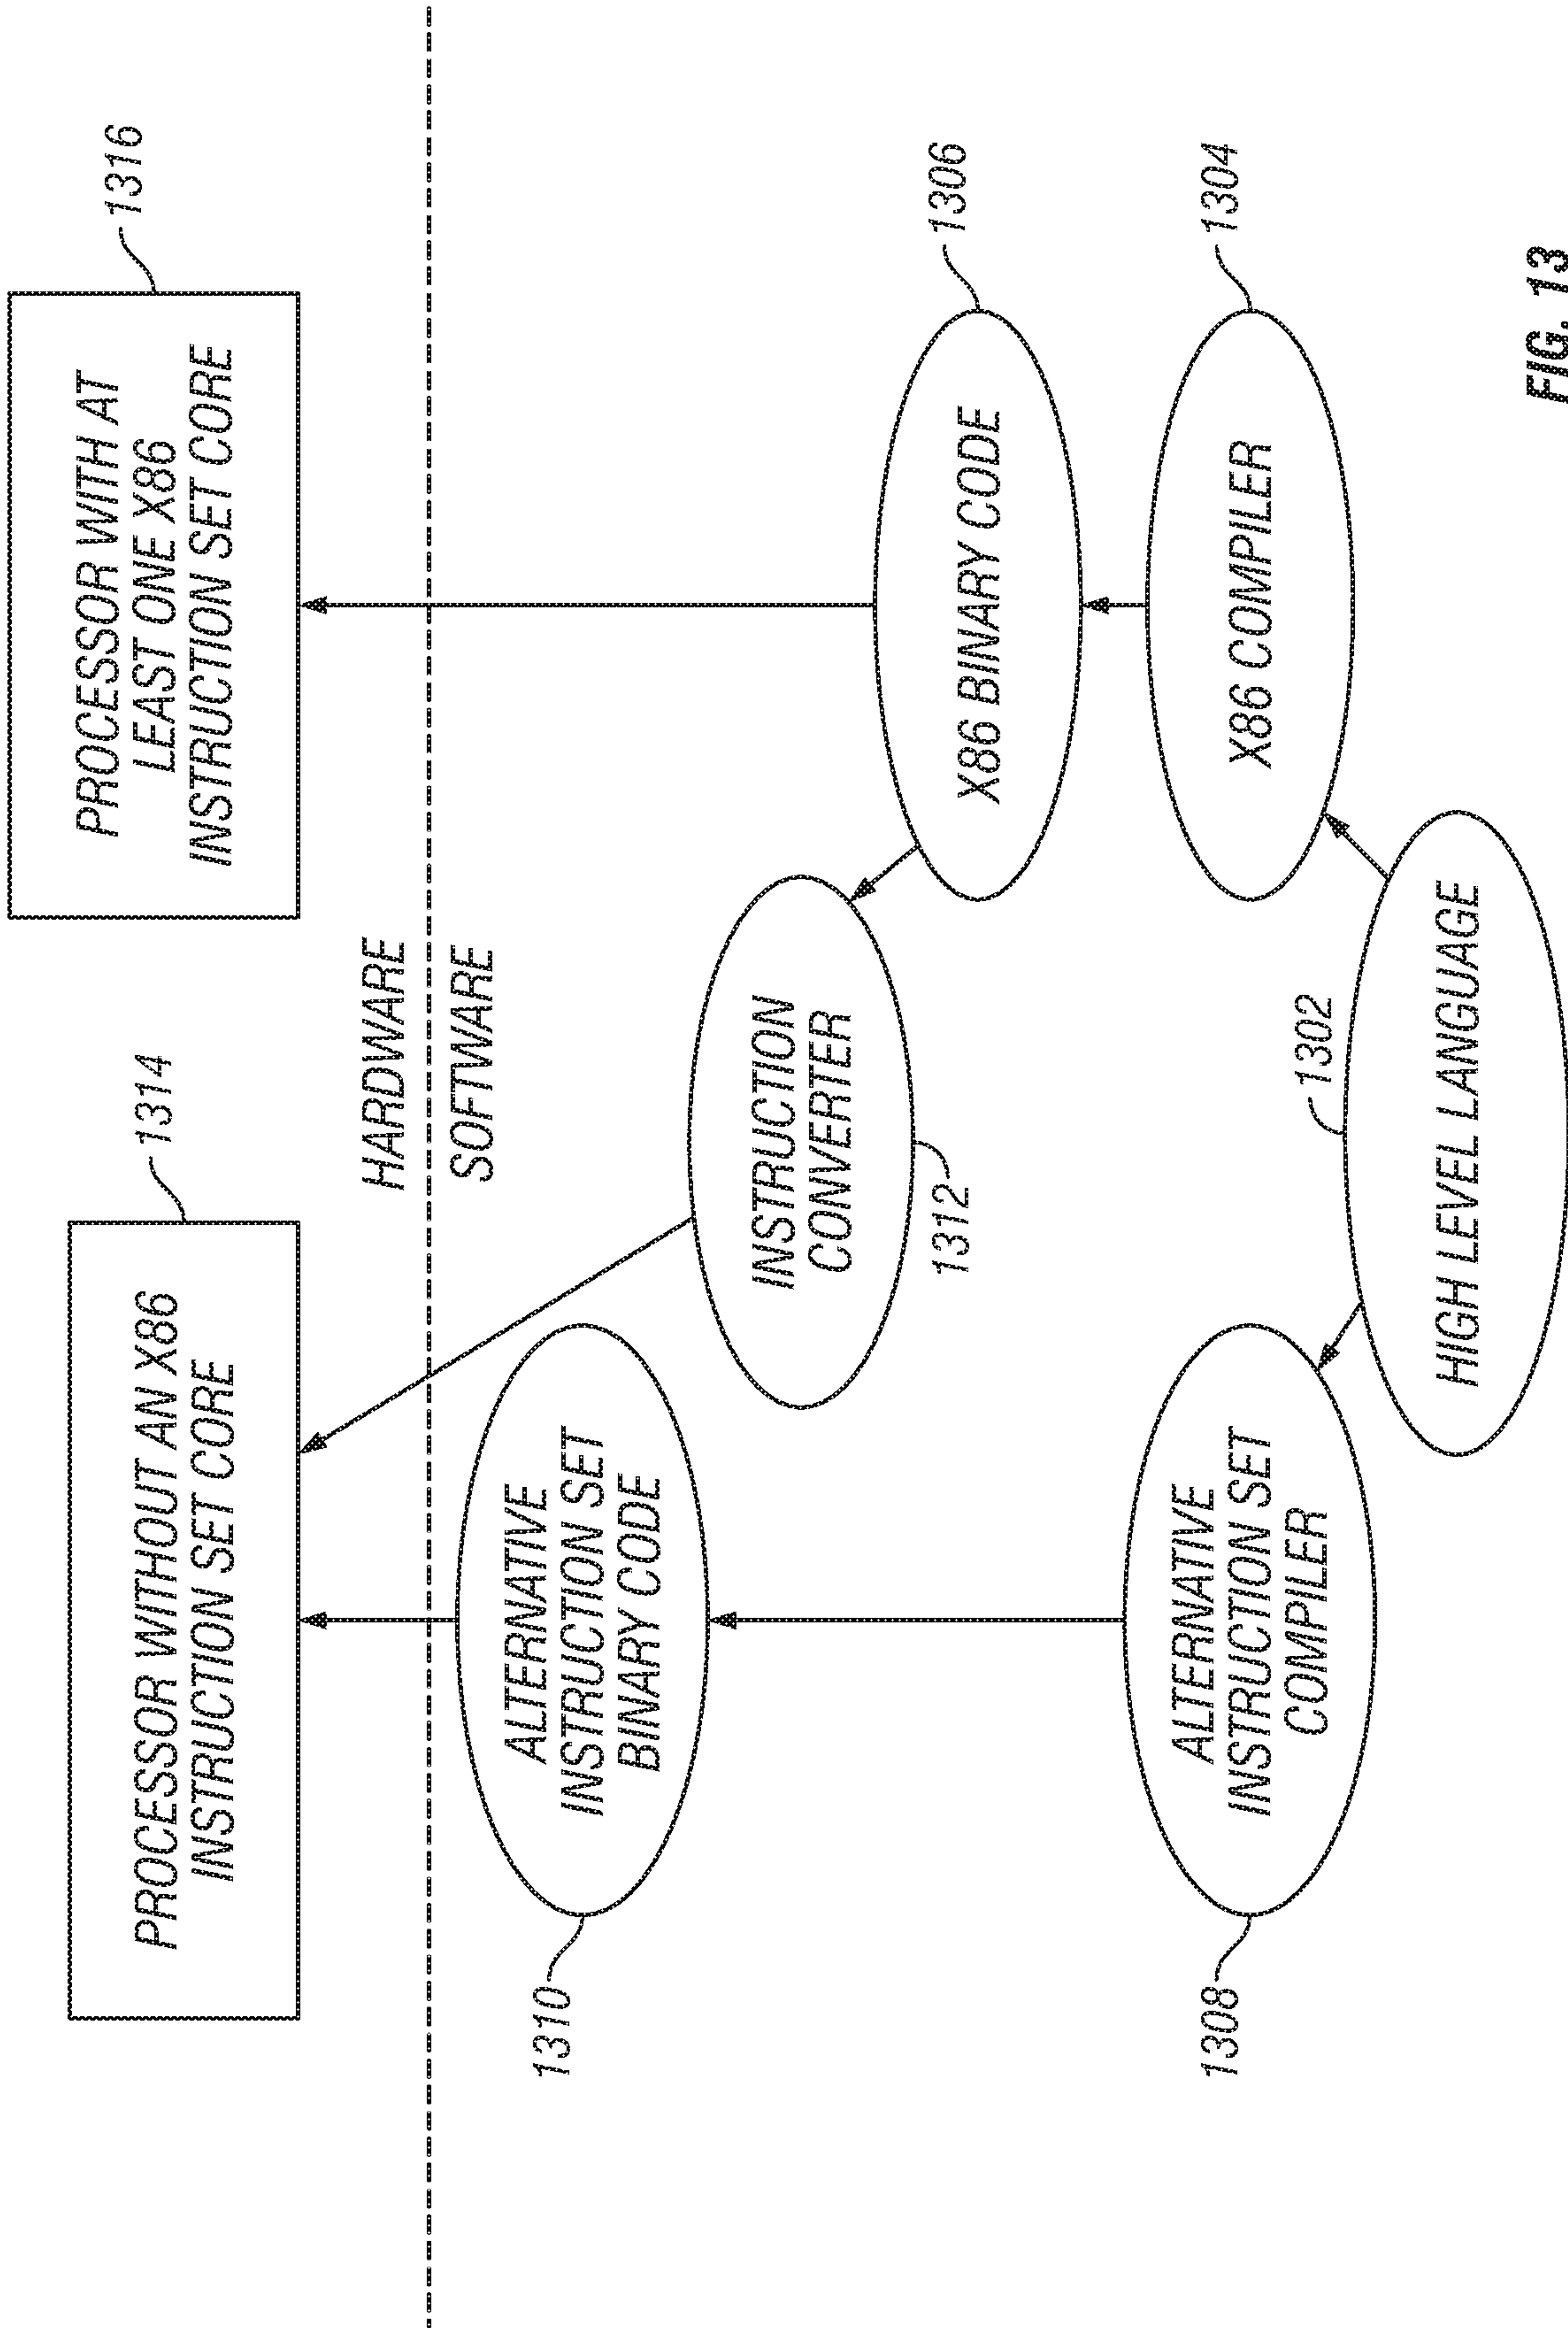 PROCESSOR WITHOUT AN X86
INSTRUCTION SET CORE
1314
PROCESSOR WITH AT
LEAST ONE X86
INSTRUCTION SET CORE
1316
HARDWARE
SOFTWARE
1310
ALTERNATIVE
INSTRUCTION SET
BINARY CODE
INSTRUCTION
CONVERTER
1312
X86 BINARY CODE
1306
1308
ALTERNATIVE
INSTRUCTION SET
COMPILER
X86 COMPILER
1304
1302
HIGH LEVEL LANGUAGE
FIG. 13